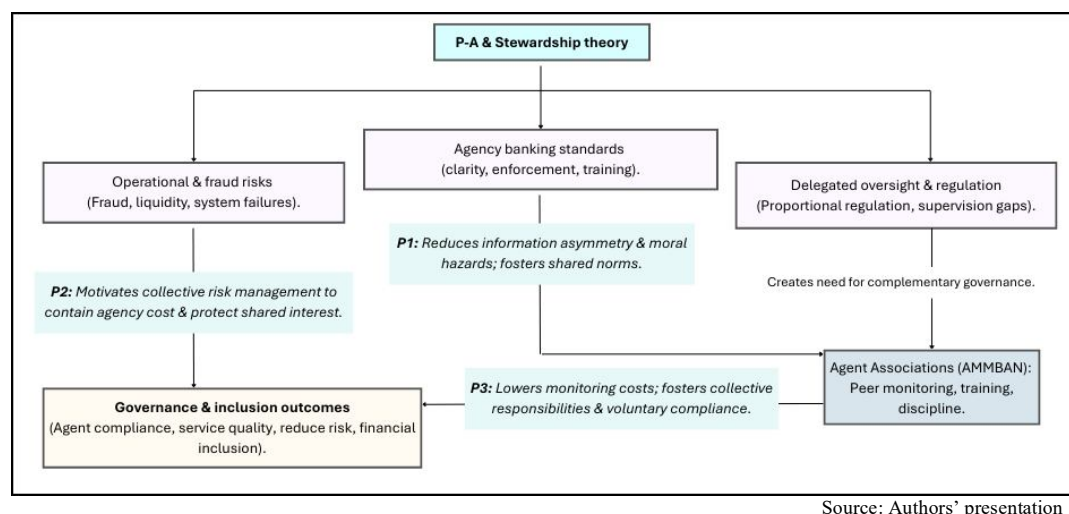 P-A & Stewardship theory
Agency banking standards
(clarity, enforcement, training).
Operational & fraud risks
(Fraud, liquidity, system failures).
Delegated oversight & regulation
(Proportional regulation, supervision gaps).
P1: Reduces information asymmetry & moral
hazards; fosters shared norms.
P2: Motivates collective risk management to
contain agency cost & protect shared interest.
Creates need for complementary governance.
Agent Associations (AMMBAN):
Peer monitoring, training,
discipline.
P3: Lowers monitoring costs; fosters collective
responsibilities & voluntary compliance.
Governance & inclusion outcomes
(Agent compliance, service quality, reduce risk, financial
inclusion).
Source: Authors’ presentation